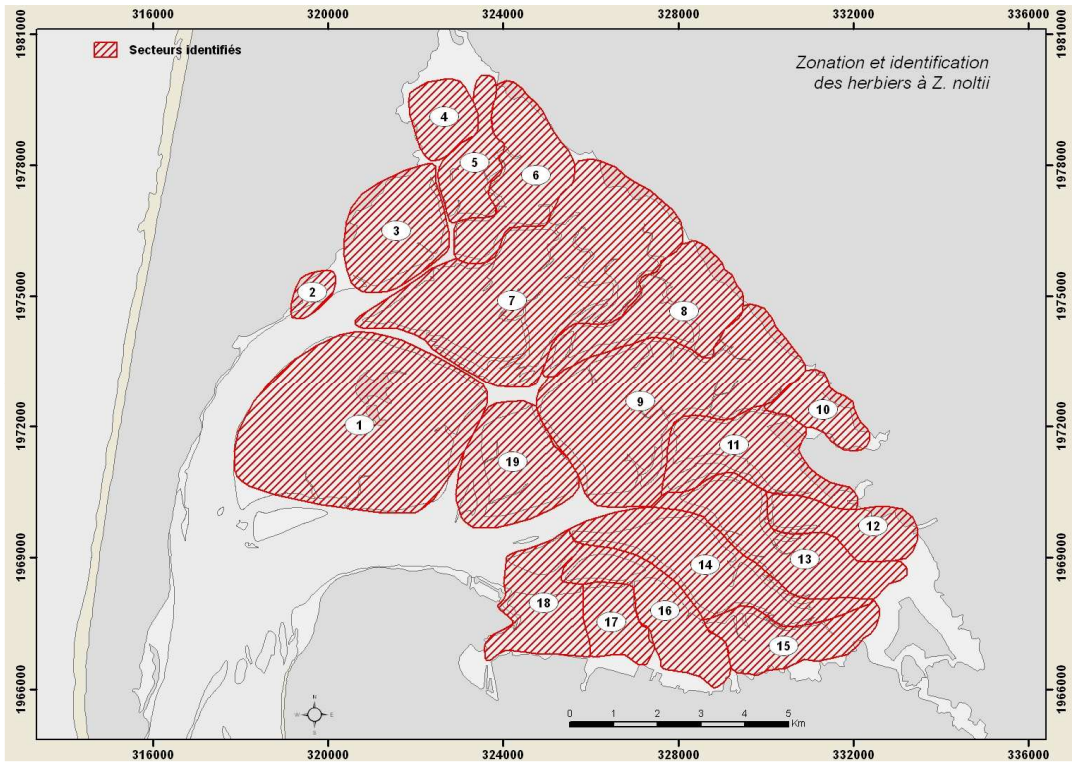 316000 320000 324000 328000 332000 336000
1981000 1981000
Secteurs identifiés
Zonation et identification
des herbiers à Z. noltii
4
1978000 1978000
5
6
3
1975000 1975000
2
7
8
10
9
1972000 1972000
1
11
19
12
1969000 1969000
13
14
18
16
17
15
1966000 1966000
N
W E
S
0 1 2 3 4 5
Km
316000 320000 324000 328000 332000 336000